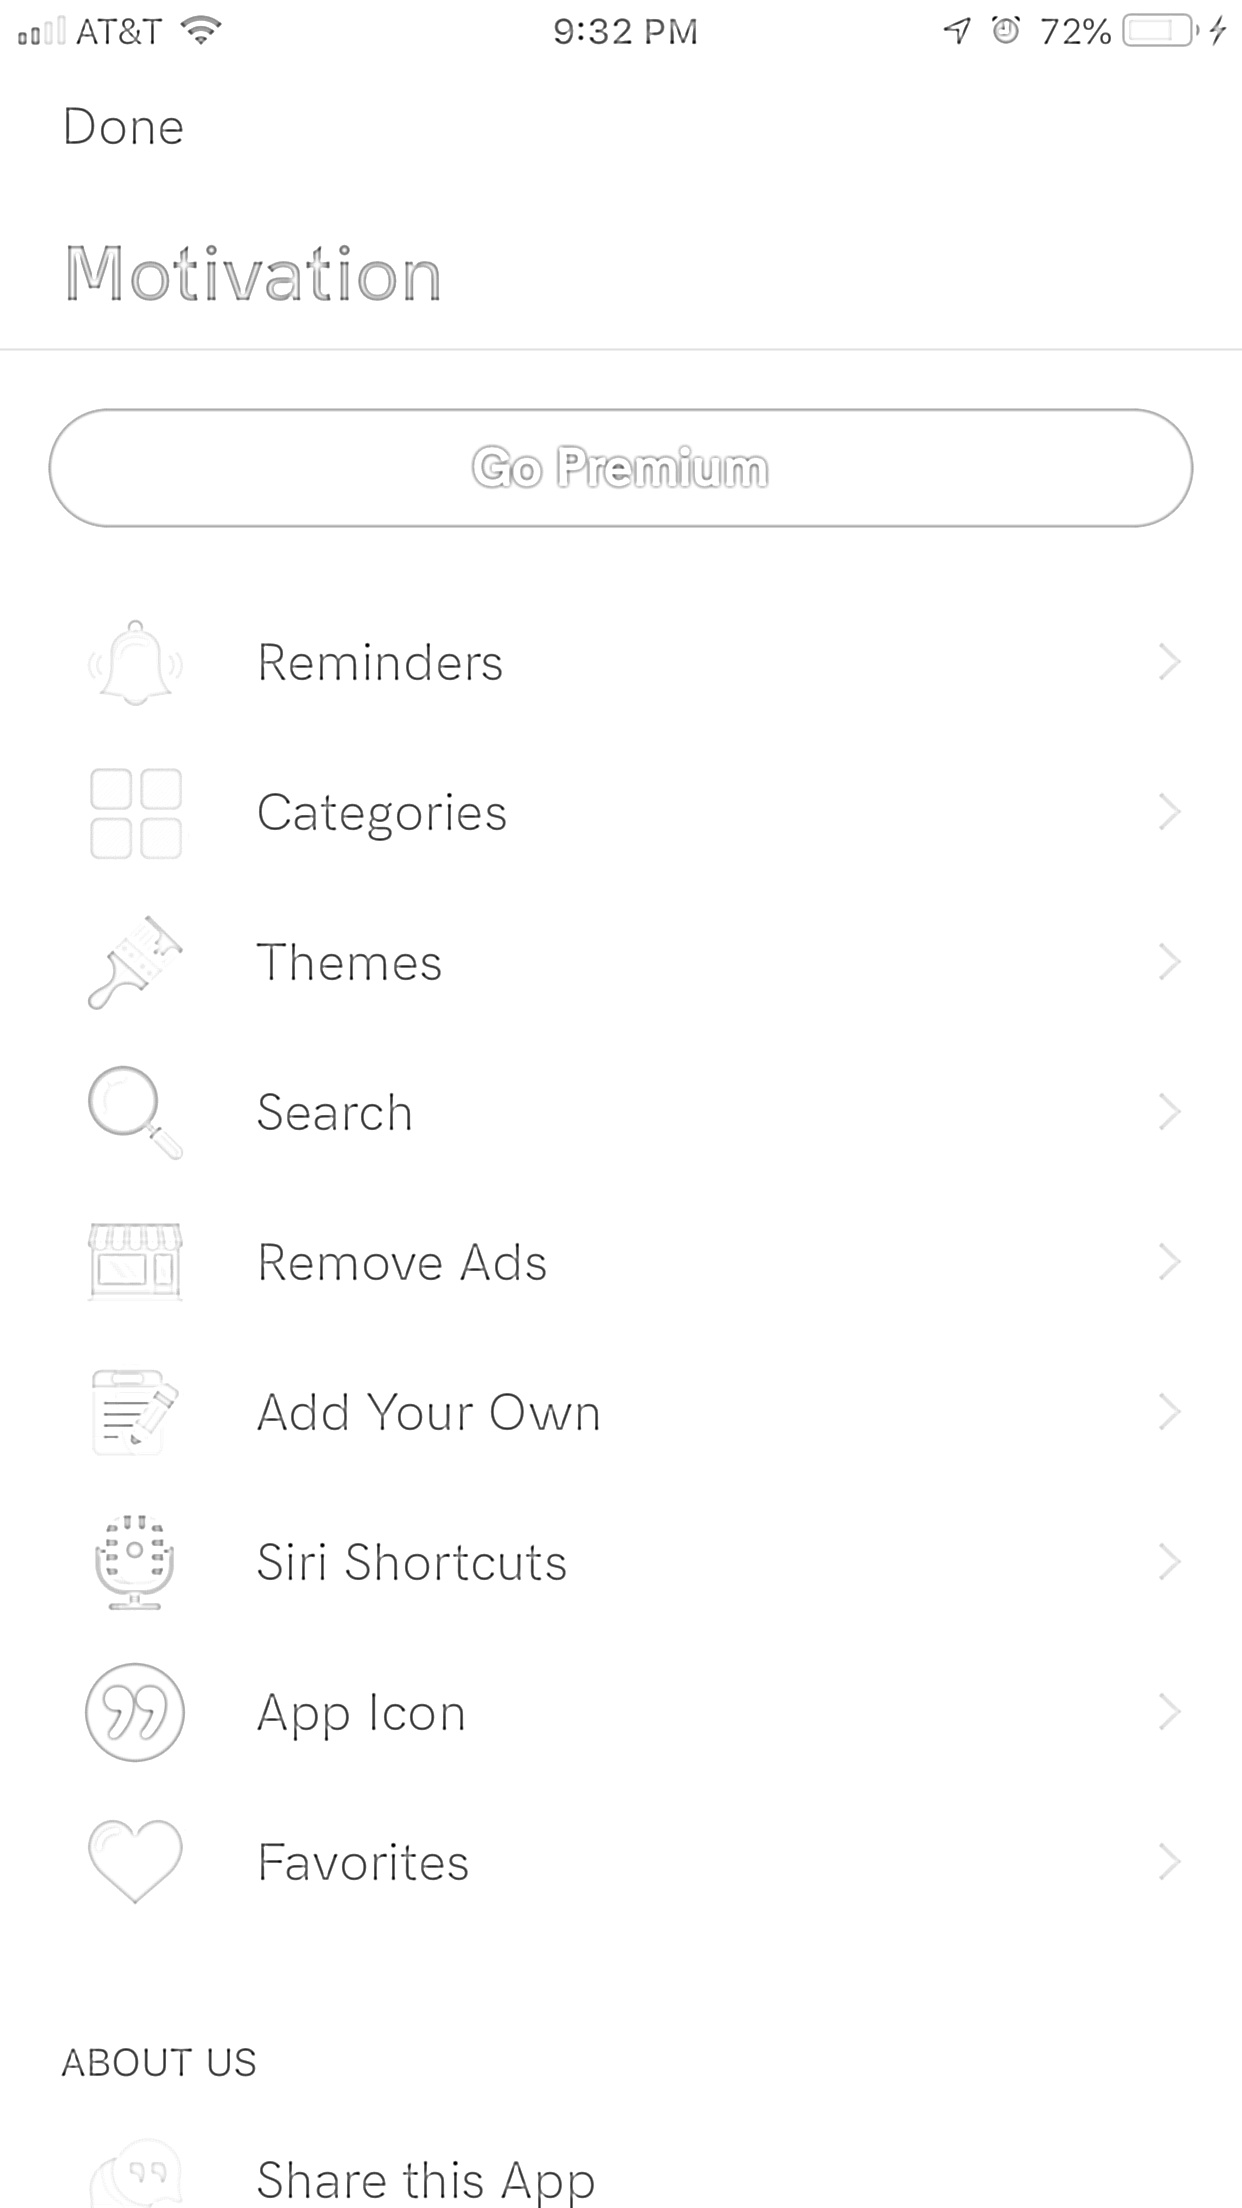 AT&T 9:32 PM 72%
Done
Motivation
Go Premium
Reminders
Categories
Themes
Search
Remove Ads
Add Your Own
Siri Shortcuts
App Icon
Favorites
ABOUT US
Share this App